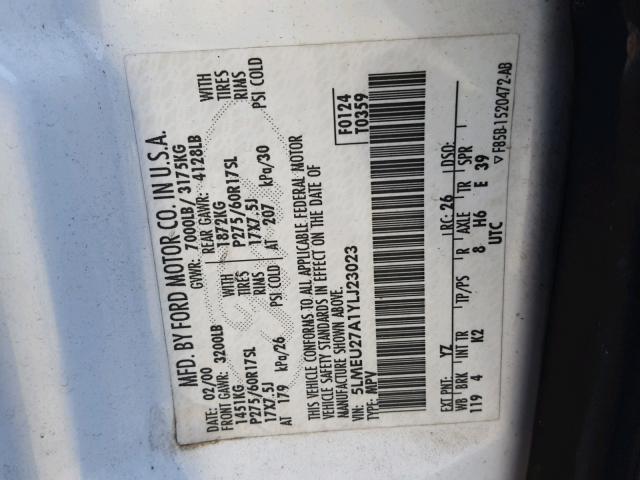 MFD. BY FORD MOTOR CO. IN U.S.A.
DATE: 02/00 GVWR: 7000LB/ 3175KG
FRONT GAWR: 3200LB REAR GAWR: 4128LB
1451KG WITH 1872KG WITH
P275/60R17SL TIRES P275/60R17SL TIRES
17X7.5J RIMS 17X7.5J RIMS
AT 179 kPa/26 PSI COLD AT 207 kPa/30 PSI COLD
THIS VEHICLE CONFORMS TO ALL APPLICABLE FEDERAL MOTOR
VEHICLE SAFETY STANDARDS IN EFFECT ON THE DATE OF
MANUFACTURE SHOWN ABOVE.
F0124
T0359
VIN: 5LMEU27A1YLJ23023
TYPE: MPV
EXT. PNT: YZ RC: 26 DSO:
WB BRK INT TR TP/PS R AXLE TR SPR
119 4 K2 8 H6 E 39
UTC
▽ F85B-1520472-AB